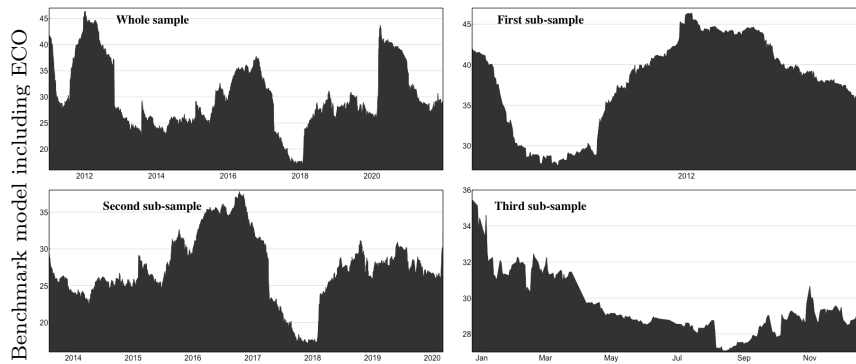 Benchmark model including ECO
Whole sample
45
40
35
30
25
20
2012
2014
2016
2018
2020
First sub-sample
45
40
35
30
2012
Second sub-sample
35
30
25
20
2014
2015
2016
2017
2018
2019
2020
Third sub-sample
36
34
32
30
28
Jan
Mar
May
Jul
Sep
Nov